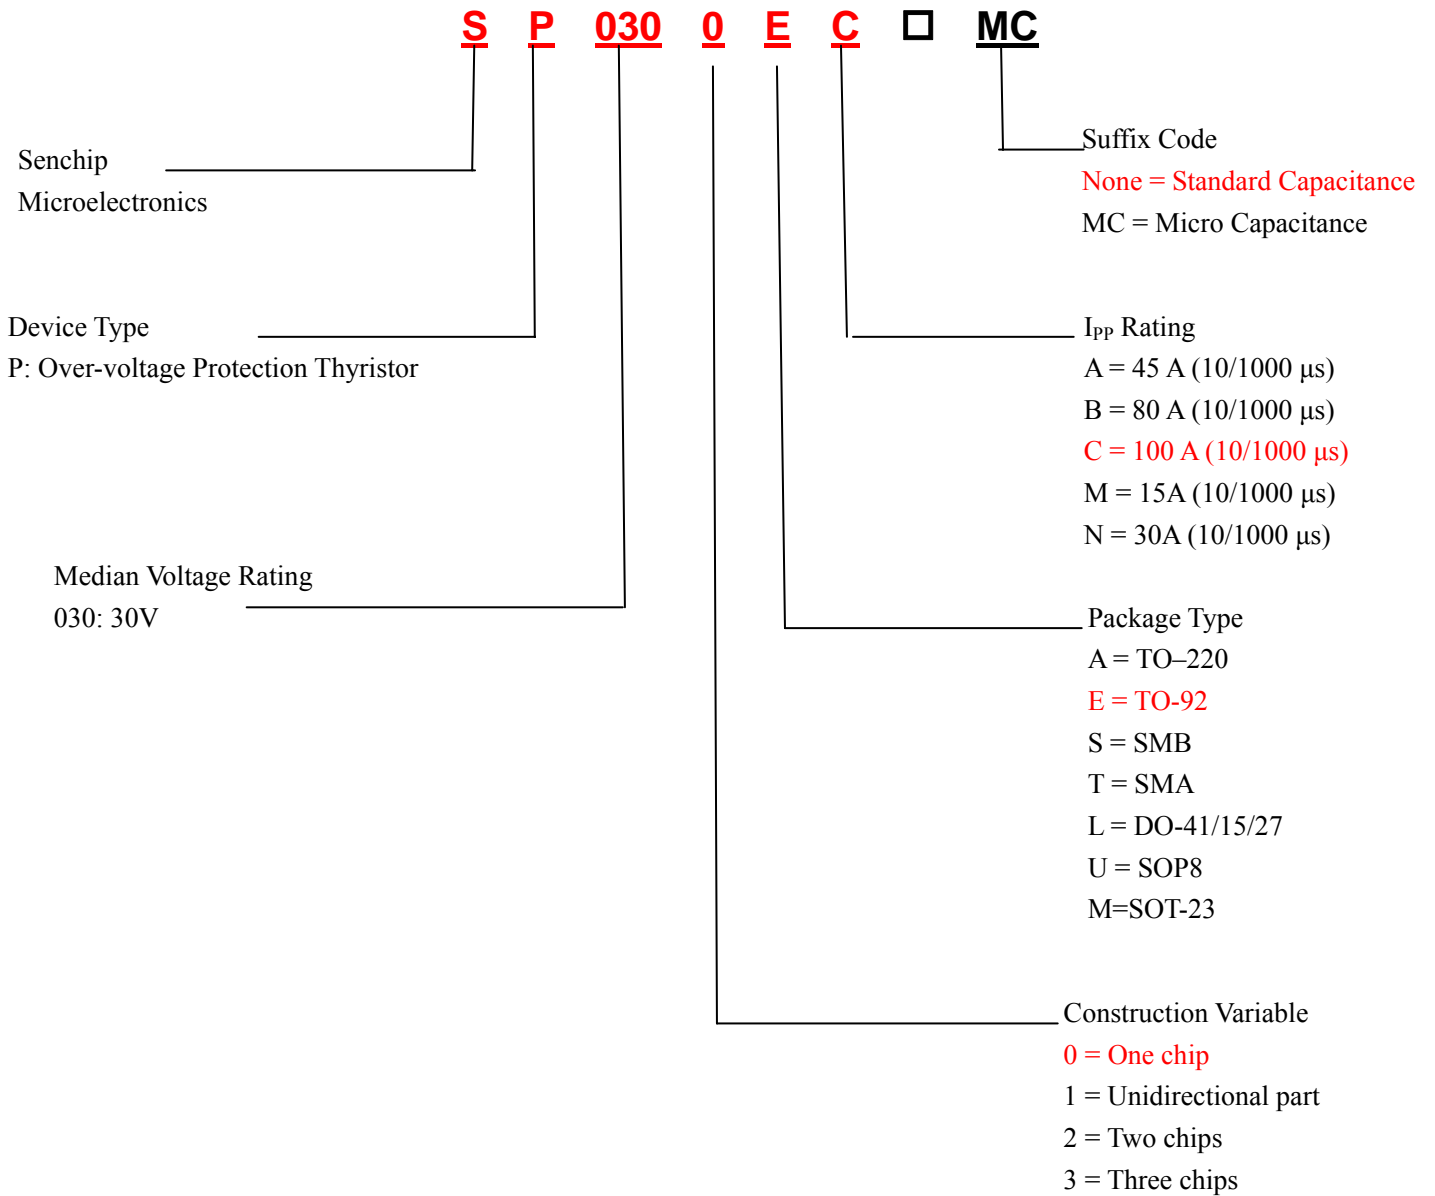 S P 030 0 E C □ MC
Senchip
Microelectronics
Device Type
P: Over-voltage Protection Thyristor
Median Voltage Rating
030: 30V
Suffix Code
None = Standard Capacitance
MC = Micro Capacitance
IPP Rating
A = 45 A (10/1000 μs)
B = 80 A (10/1000 μs)
C = 100 A (10/1000 μs)
M = 15A (10/1000 μs)
N = 30A (10/1000 μs)
Package Type
A = TO–220
E = TO-92
S = SMB
T = SMA
L = DO-41/15/27
U = SOP8
M=SOT-23
Construction Variable
0 = One chip
1 = Unidirectional part
2 = Two chips
3 = Three chips